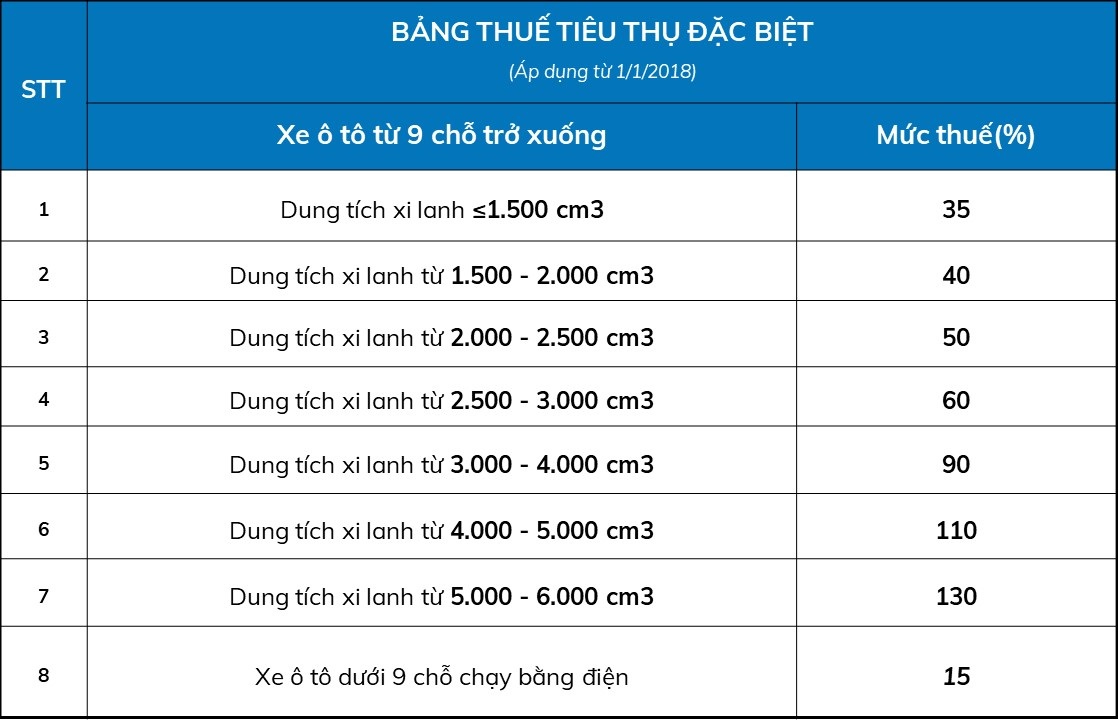 STT
BẢNG THUẾ TIÊU THỤ ĐẶC BIỆT
(Áp dụng từ 1/1/2018)
Xe ô tô từ 9 chỗ trở xuống
Mức thuế(%)
1 Dung tích xi lanh ≤1.500 cm3 35
2 Dung tích xi lanh từ 1.500 - 2.000 cm3 40
3 Dung tích xi lanh từ 2.000 - 2.500 cm3 50
4 Dung tích xi lanh từ 2.500 - 3.000 cm3 60
5 Dung tích xi lanh từ 3.000 - 4.000 cm3 90
6 Dung tích xi lanh từ 4.000 - 5.000 cm3 110
7 Dung tích xi lanh từ 5.000 - 6.000 cm3 130
8 Xe ô tô dưới 9 chỗ chạy bằng điện 15